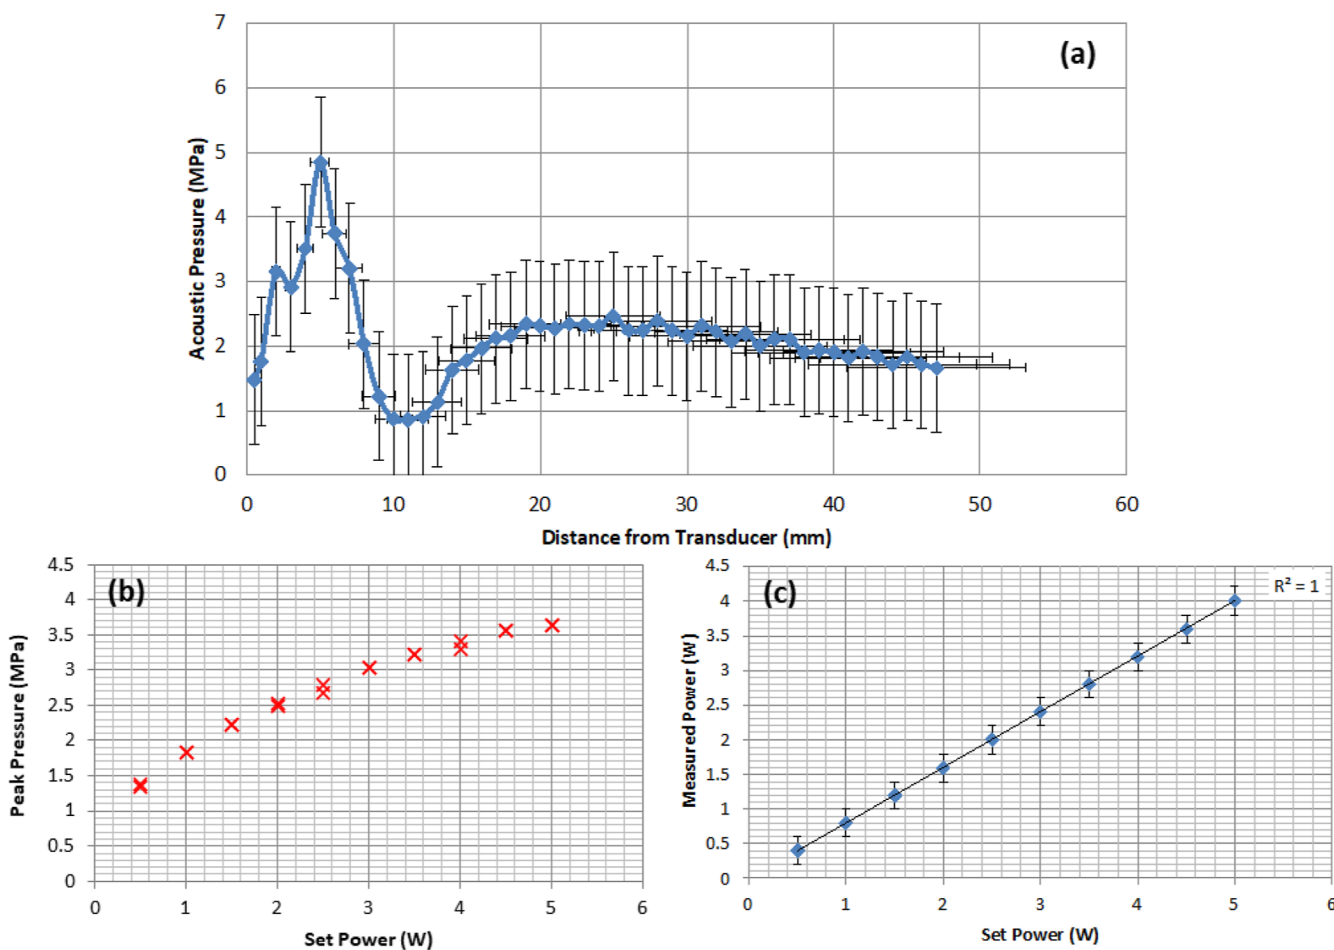 (a)
Acoustic Pressure (MPa)
7
6
5
4
3
2
1
0
0 10 20 30 40 50 60
Distance from Transducer (mm)
(b)
Peak Pressure (MPa)
4.5
4
3.5
3
2.5
2
1.5
1
0.5
0
0 1 2 3 4 5 6
Set Power (W)
(c)
R² = 1
Measured Power (W)
4.5
4
3.5
3
2.5
2
1.5
1
0.5
0
0 1 2 3 4 5 6
Set Power (W)